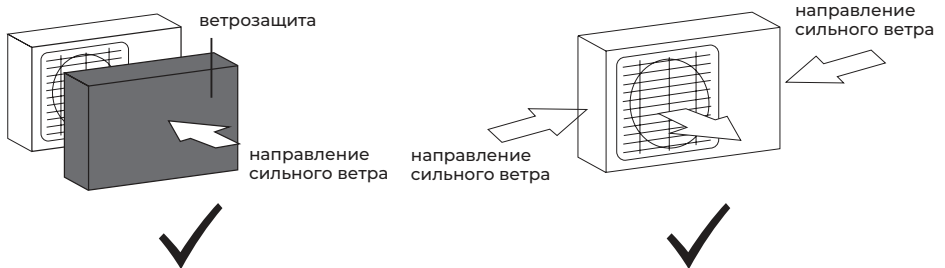 ветрозащита
направление
сильного ветра
направление
сильного ветра
направление
сильного ветра